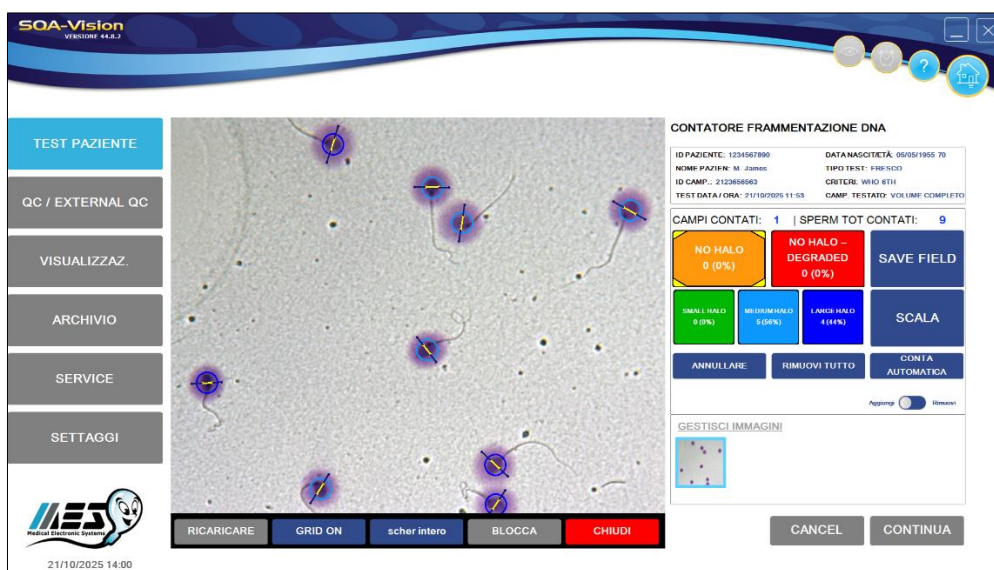 SQA-Vision
VERSIONE 44.8.2
?
TEST PAZIENTE
QC / EXTERNAL QC
VISUALIZZAZ.
ARCHIVIO
SERVICE
SETTAGGI
MES
Medical Electronic Systems
21/10/2025 14:00
RICARICARE
GRID ON
scher intero
BLOCCA
CHIUDI
CONTATORE FRAMMENTAZIONE DNA
ID PAZIENTE: 1234567890 DATA NASCIT/ETÀ: 05/05/1955 70
NOME PAZIEN: M. James TIPO TEST: FRESCO
ID CAMP.: 2123656563 CRITERI: WHO 6TH
TEST DATA / ORA: 21/10/2025 11:53 CAMP. TESTATO: VOLUME COMPLETO
CAMPI CONTATI: 1 | SPERM TOT CONTATI: 9
NO HALO
0 (0%)
NO HALO –
DEGRADED
0 (0%)
SAVE FIELD
SMALL HALO
0 (0%)
MEDIUM HALO
5 (56%)
LARGE HALO
4 (44%)
SCALA
ANNULLARE
RIMUOVI TUTTO
CONTA
AUTOMATICA
Aggiungi Rimuovi
GESTISCI IMMAGINI
CANCEL
CONTINUA